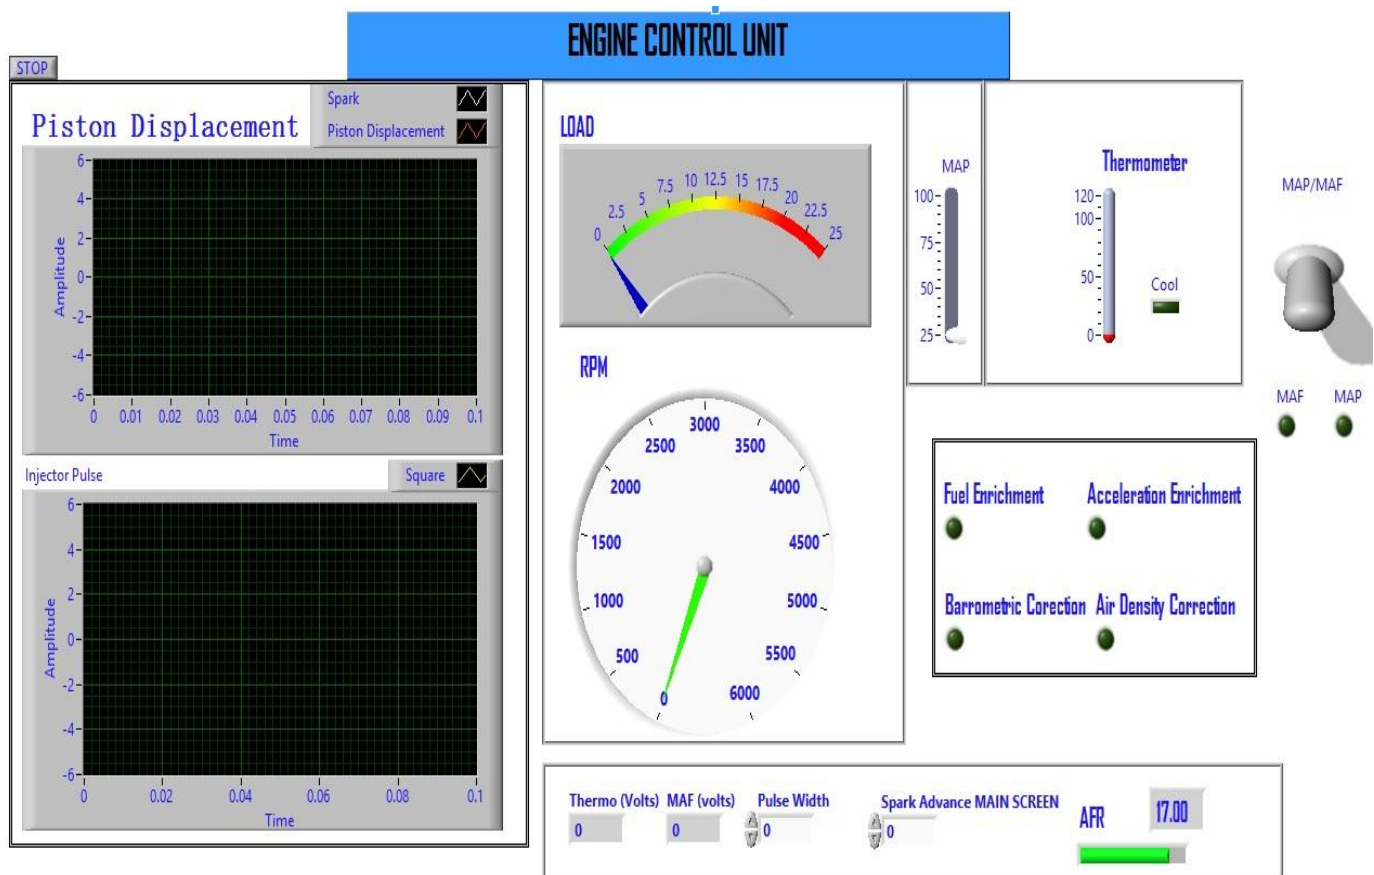 ENGINE CONTROL UNIT
STOP
Piston Displacement
Spark
Piston Displacement
6
4
2
0
-2
-4
-6
Amplitude
0 0.01 0.02 0.03 0.04 0.05 0.06 0.07 0.08 0.09 0.1
Time
Injector Pulse
Square
6
4
2
0
-2
-4
-6
Amplitude
0 0.02 0.04 0.06 0.08 0.1
Time
LOAD
0 2.5 5 7.5 10 12.5 15 17.5 20 22.5 25
RPM
0 500 1000 1500 2000 2500 3000 3500 4000 4500 5000 5500 6000
MAP
100
75
50
25
Thermometer
120
100
50
0
Cool
MAP/MAF
MAF MAP
Fuel Enrichment Acceleration Enrichment
Barrometric Corection Air Density Correction
Thermo (Volts) MAF (volts) Pulse Width Spark Advance MAIN SCREEN
0 0 0 0
AFR 17.00